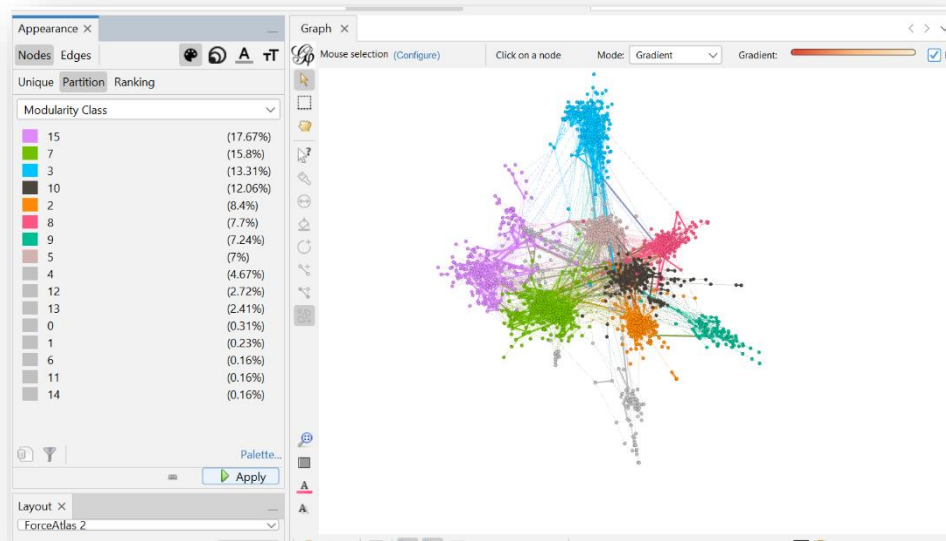 Appearance
Graph
Nodes Edges
Mouse selection (Configure)
Click on a node
Mode: Gradient
Gradient:
Unique Partition Ranking
Modularity Class
15 (17.67%)
7 (15.8%)
3 (13.31%)
10 (12.06%)
2 (8.4%)
8 (7.7%)
9 (7.24%)
5 (7%)
4 (4.67%)
12 (2.72%)
13 (2.41%)
0 (0.31%)
1 (0.23%)
6 (0.16%)
11 (0.16%)
14 (0.16%)
Palette...
Apply
Layout
ForceAtlas 2